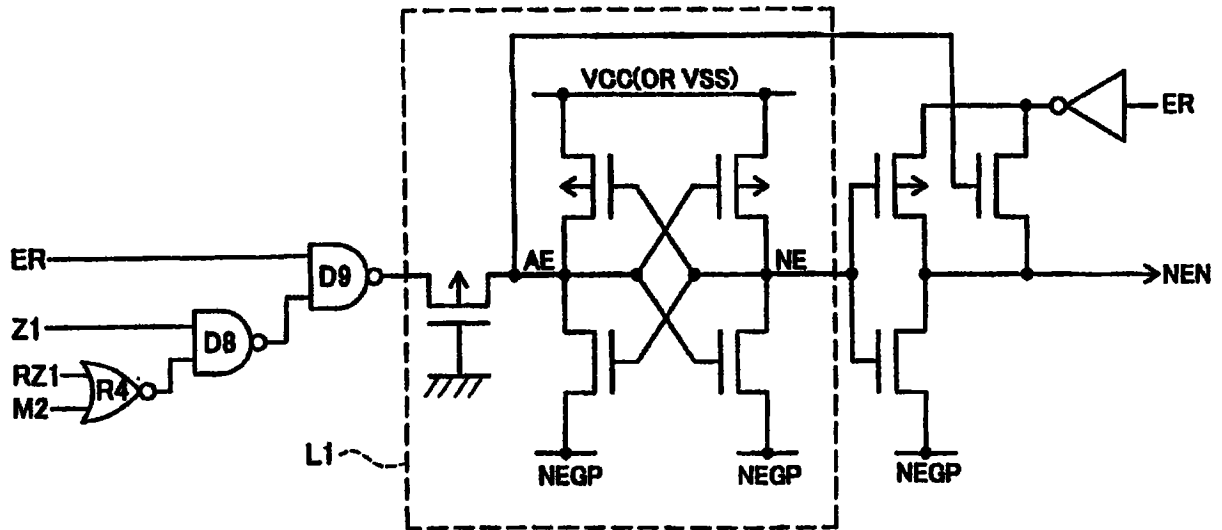 VCC(OR VSS)
ER
ER
D9
AE
NE
NEN
Z1
D8
RZ1
R4
M2
L1
NEGP
NEGP
NEGP